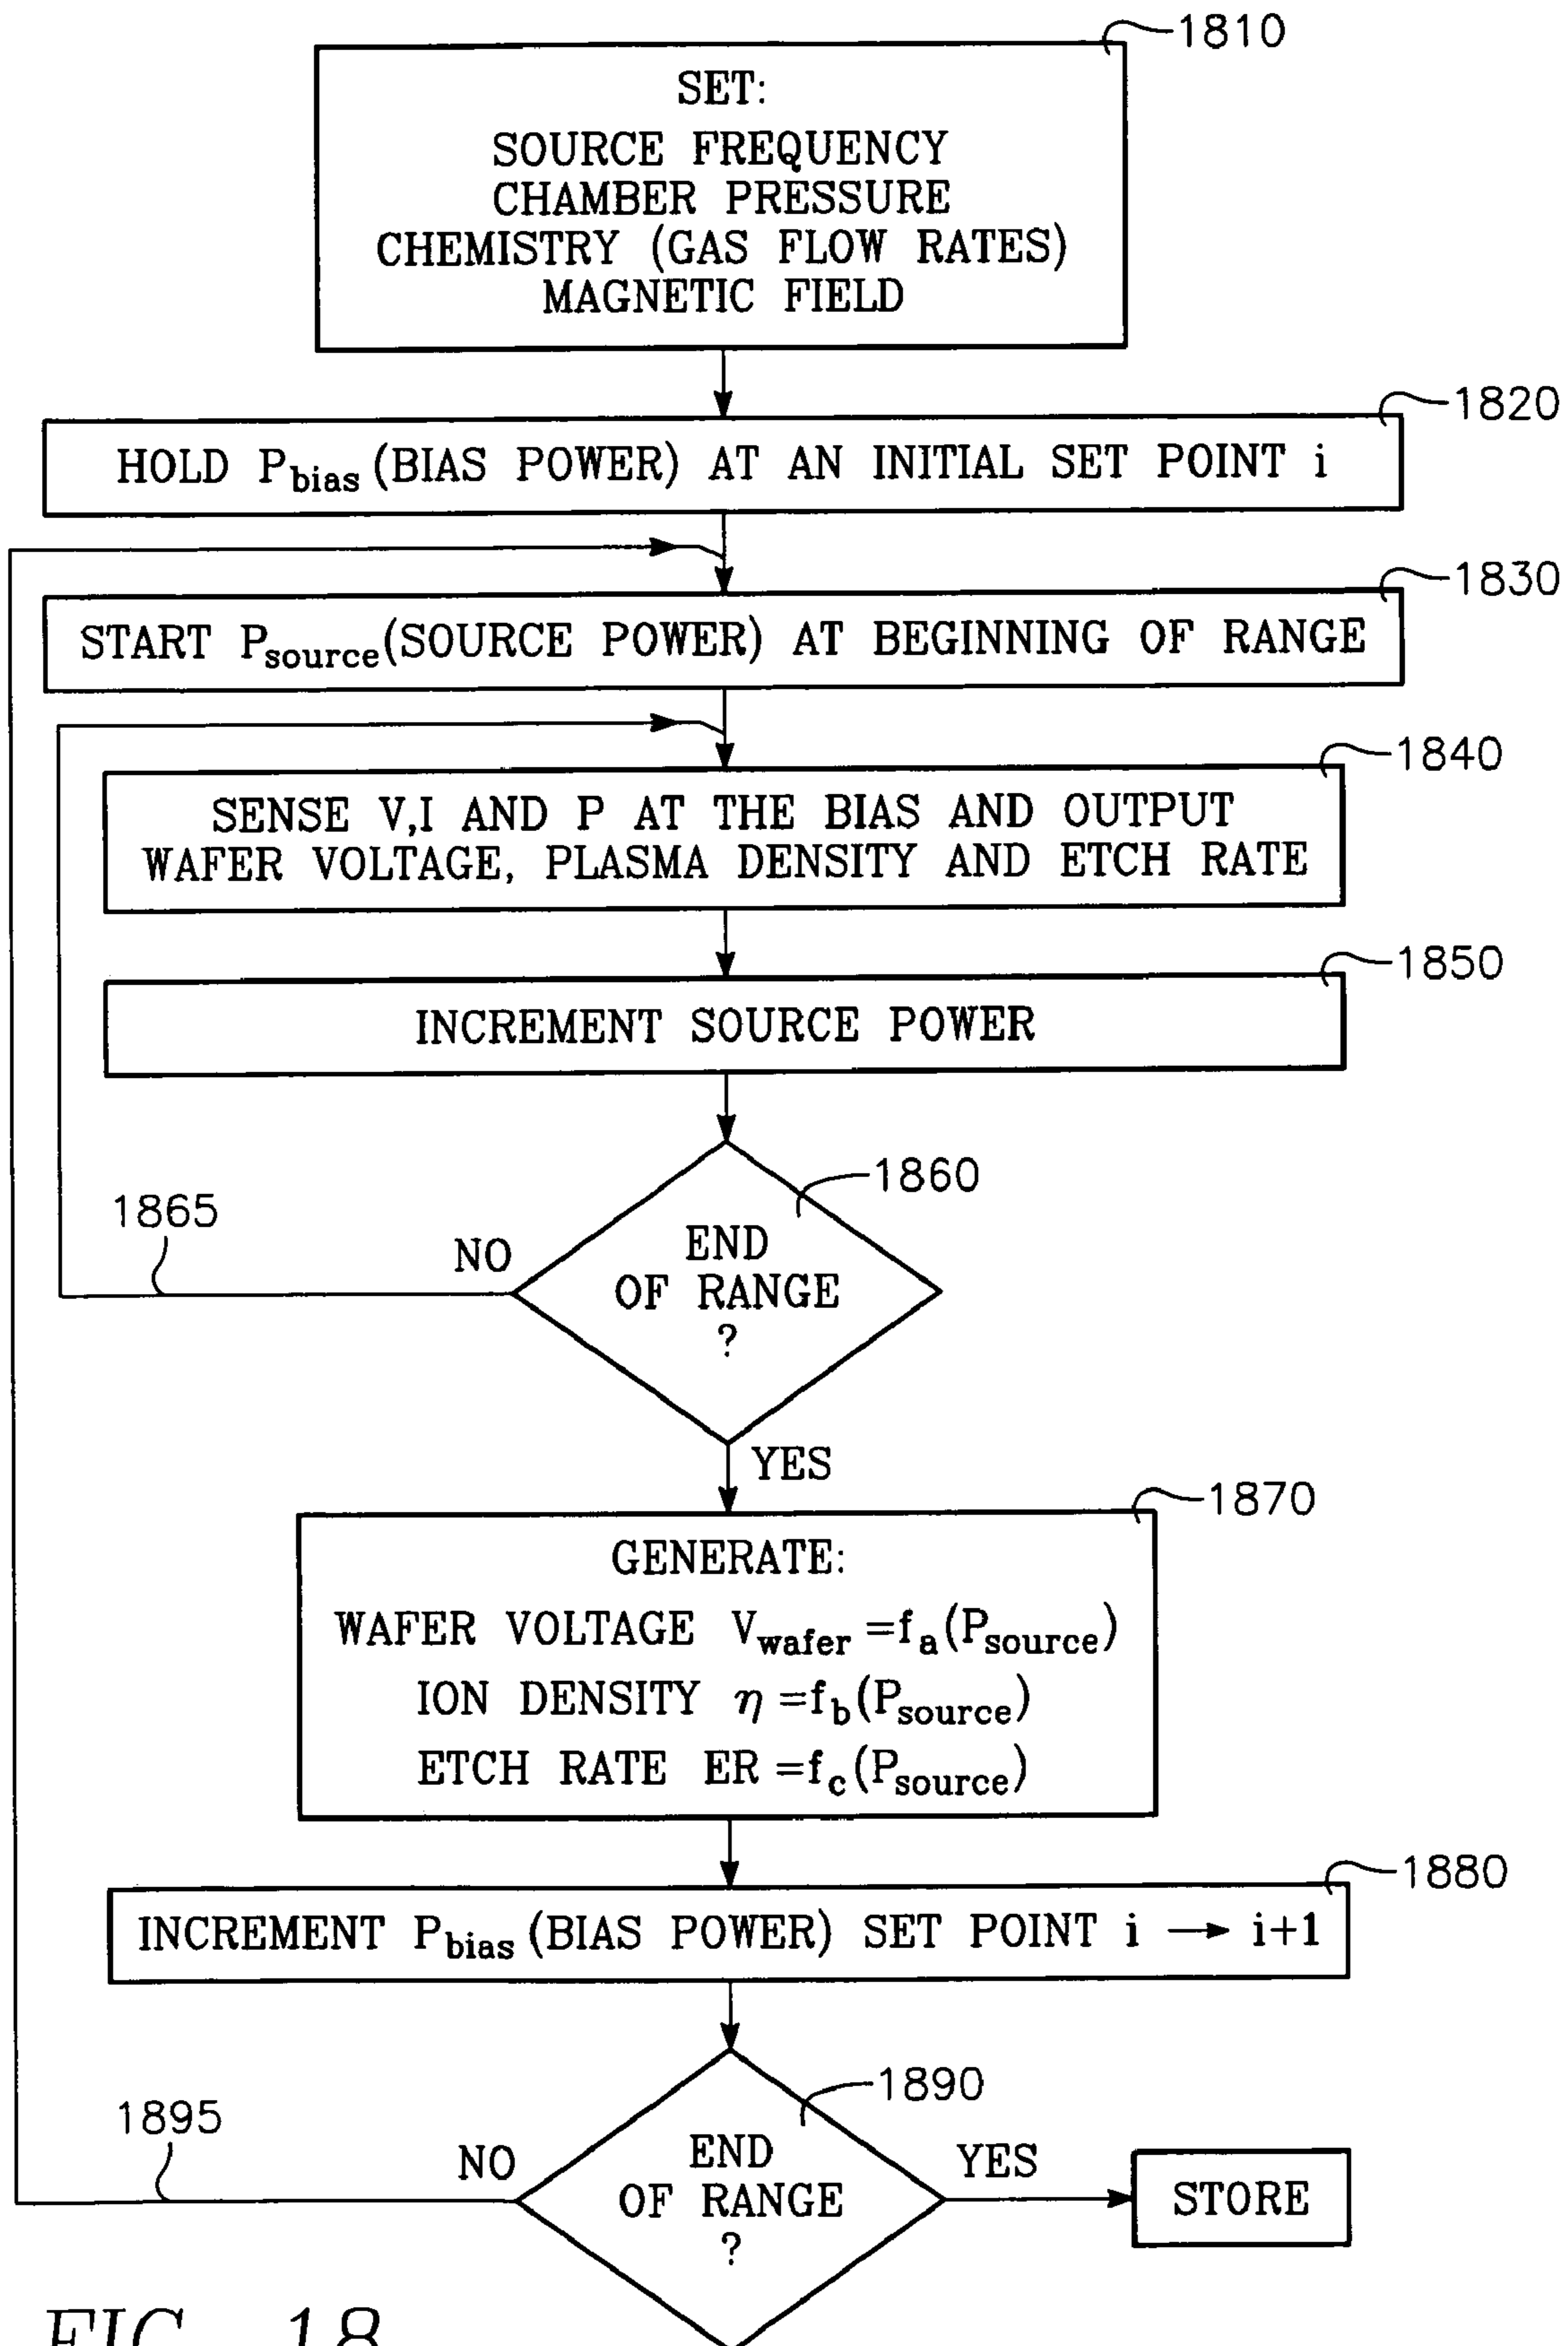 1810
SET:
SOURCE FREQUENCY
CHAMBER PRESSURE
CHEMISTRY (GAS FLOW RATES)
MAGNETIC FIELD
1820
HOLD Pbias (BIAS POWER) AT AN INITIAL SET POINT i
1830
START Psource(SOURCE POWER) AT BEGINNING OF RANGE
1840
SENSE V,I AND P AT THE BIAS AND OUTPUT
WAFER VOLTAGE, PLASMA DENSITY AND ETCH RATE
1850
INCREMENT SOURCE POWER
1860
1865
NO
END
OF RANGE
?
YES
1870
GENERATE:
WAFER VOLTAGE Vwafer =fa(Psource)
ION DENSITY η =fb(Psource)
ETCH RATE ER =fc(Psource)
1880
INCREMENT Pbias (BIAS POWER) SET POINT i → i+1
1890
1895
NO
END
OF RANGE
?
YES
STORE
FIG. 18